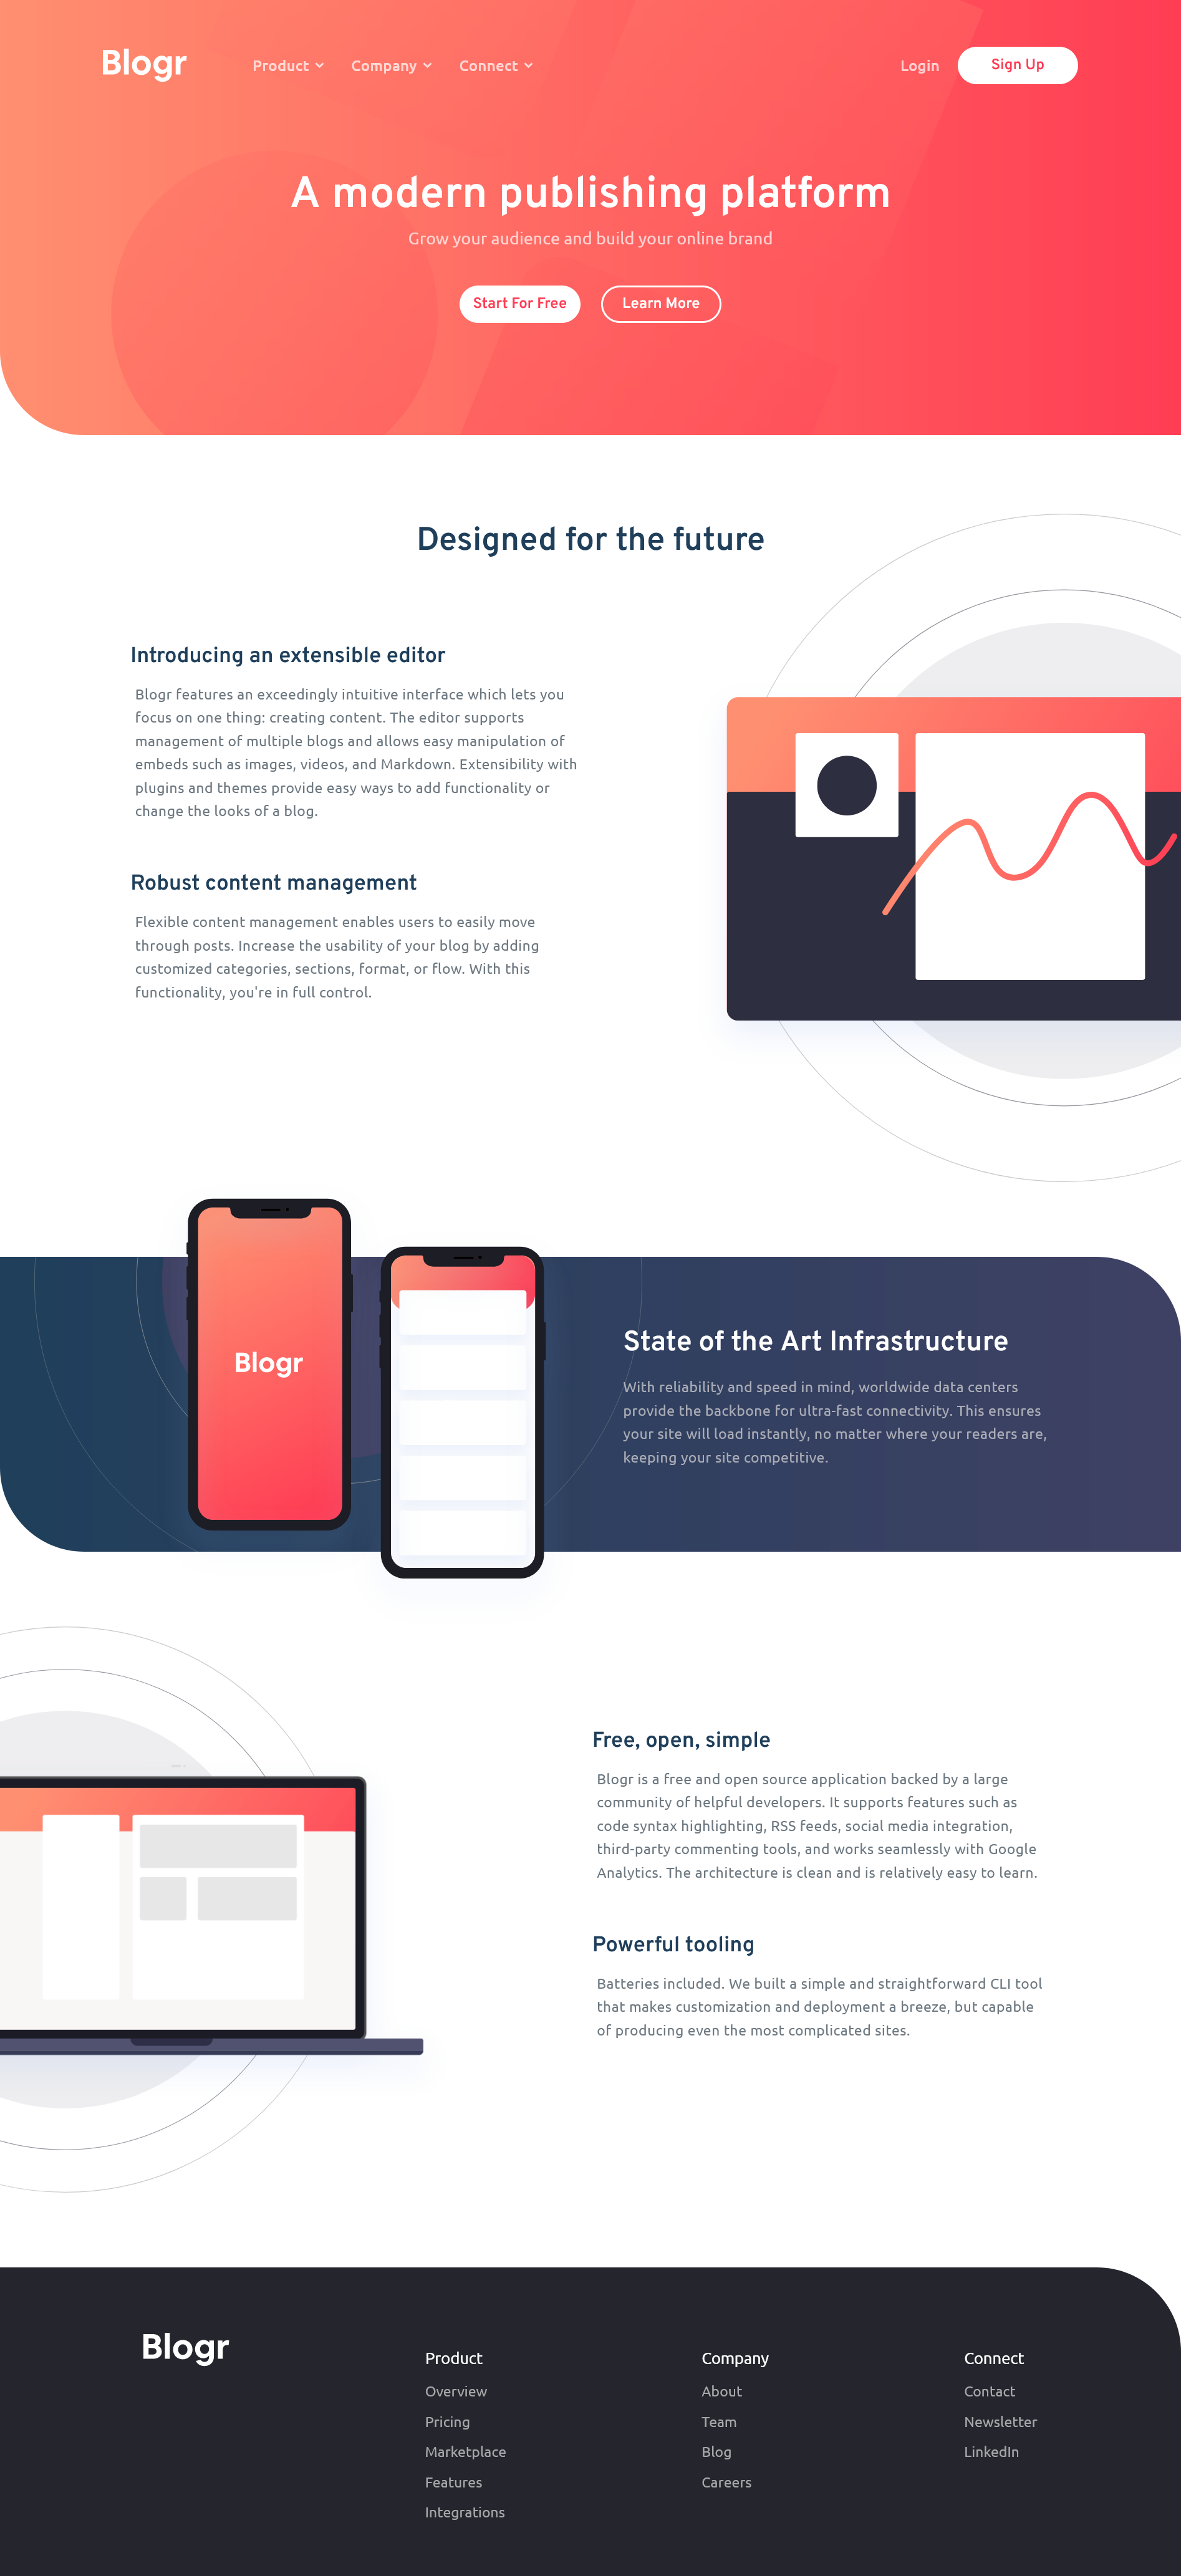 Blogr
Product
Company
Connect
Login
Sign Up
A modern publishing platform
Grow your audience and build your online brand
Start For Free
Learn More
Designed for the future
Introducing an extensible editor
Blogr features an exceedingly intuitive interface which lets you
focus on one thing: creating content. The editor supports
management of multiple blogs and allows easy manipulation of
embeds such as images, videos, and Markdown. Extensibility with
plugins and themes provide easy ways to add functionality or
change the looks of a blog.
Robust content management
Flexible content management enables users to easily move
through posts. Increase the usability of your blog by adding
customized categories, sections, format, or flow. With this
functionality, you're in full control.
Blogr
State of the Art Infrastructure
With reliability and speed in mind, worldwide data centers
provide the backbone for ultra-fast connectivity. This ensures
your site will load instantly, no matter where your readers are,
keeping your site competitive.
Free, open, simple
Blogr is a free and open source application backed by a large
community of helpful developers. It supports features such as
code syntax highlighting, RSS feeds, social media integration,
third-party commenting tools, and works seamlessly with Google
Analytics. The architecture is clean and is relatively easy to learn.
Powerful tooling
Batteries included. We built a simple and straightforward CLI tool
that makes customization and deployment a breeze, but capable
of producing even the most complicated sites.
Blogr
Product
Overview
Pricing
Marketplace
Features
Integrations
Company
About
Team
Blog
Careers
Connect
Contact
Newsletter
LinkedIn